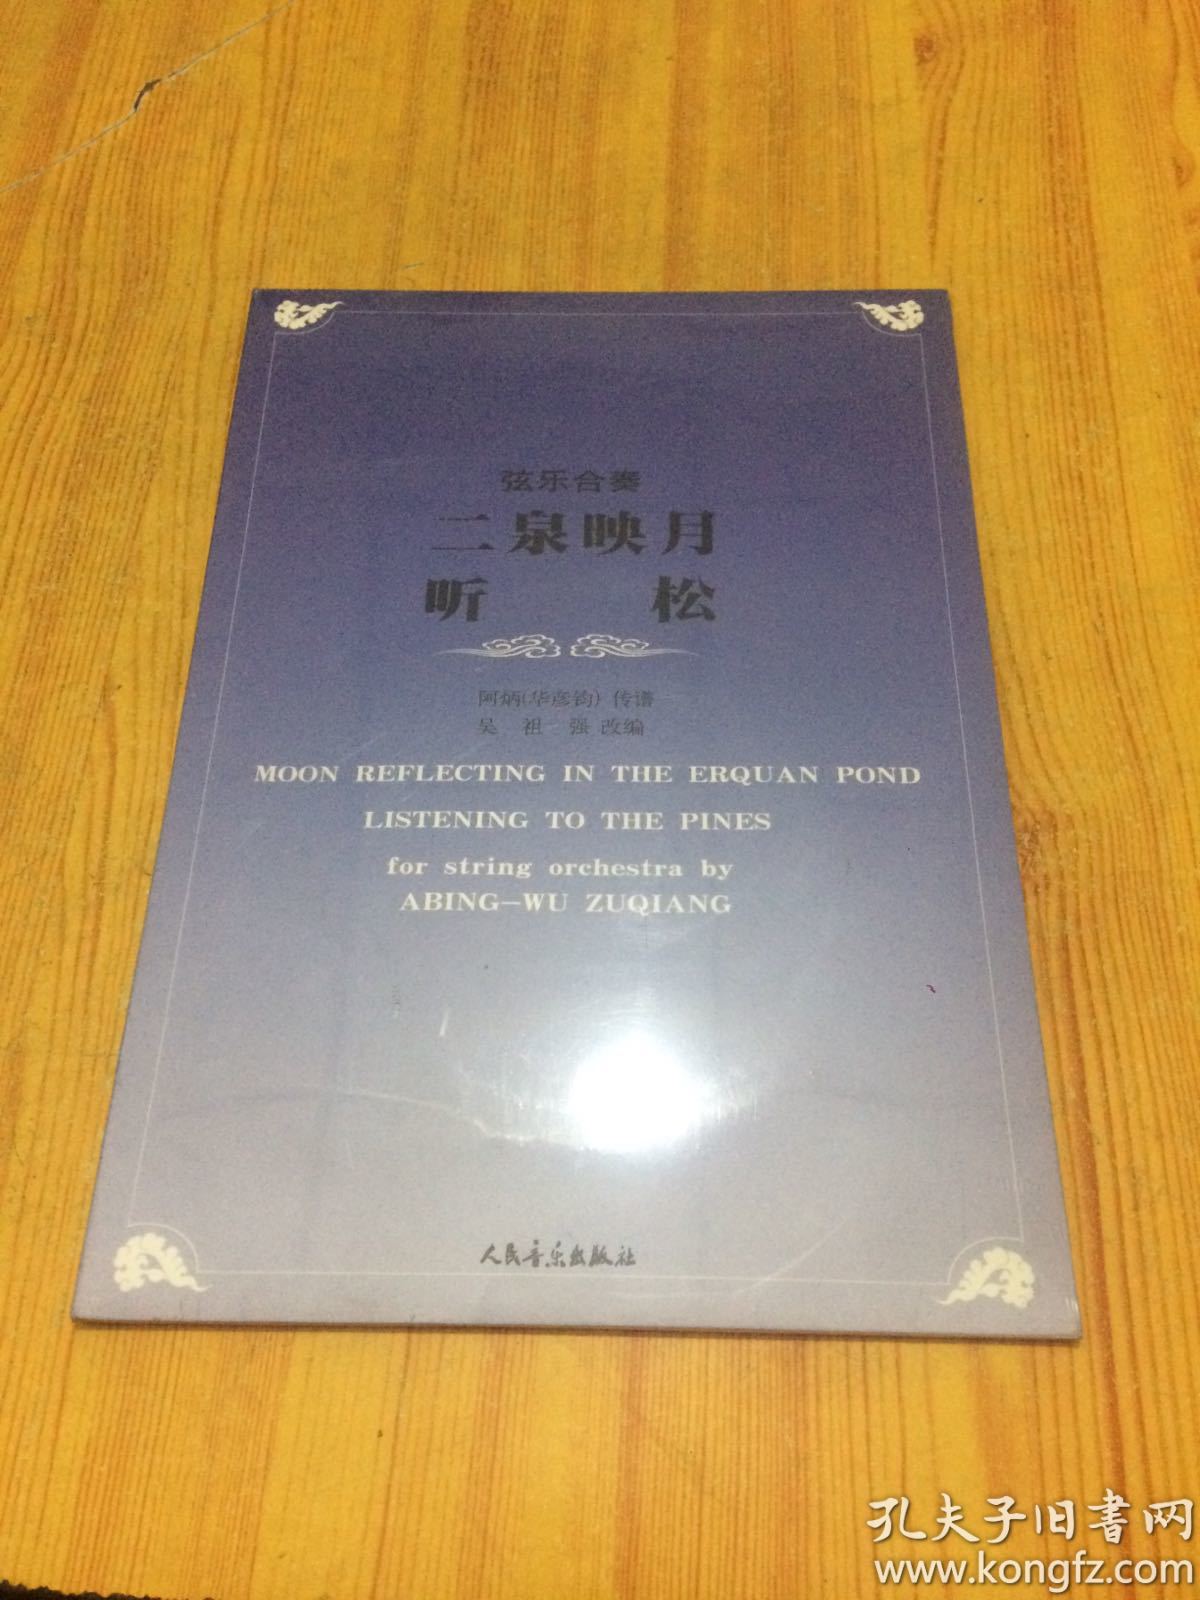 弦乐合奏
二泉映月
听 松
阿炳(华彦钧) 传谱
吴 祖 强 改编
MOON REFLECTING IN THE ERQUAN POND
LISTENING TO THE PINES
for string orchestra by
ABING—WU ZUQIANG
人民音乐出版社
孔夫子旧書网
www.kongfz.com